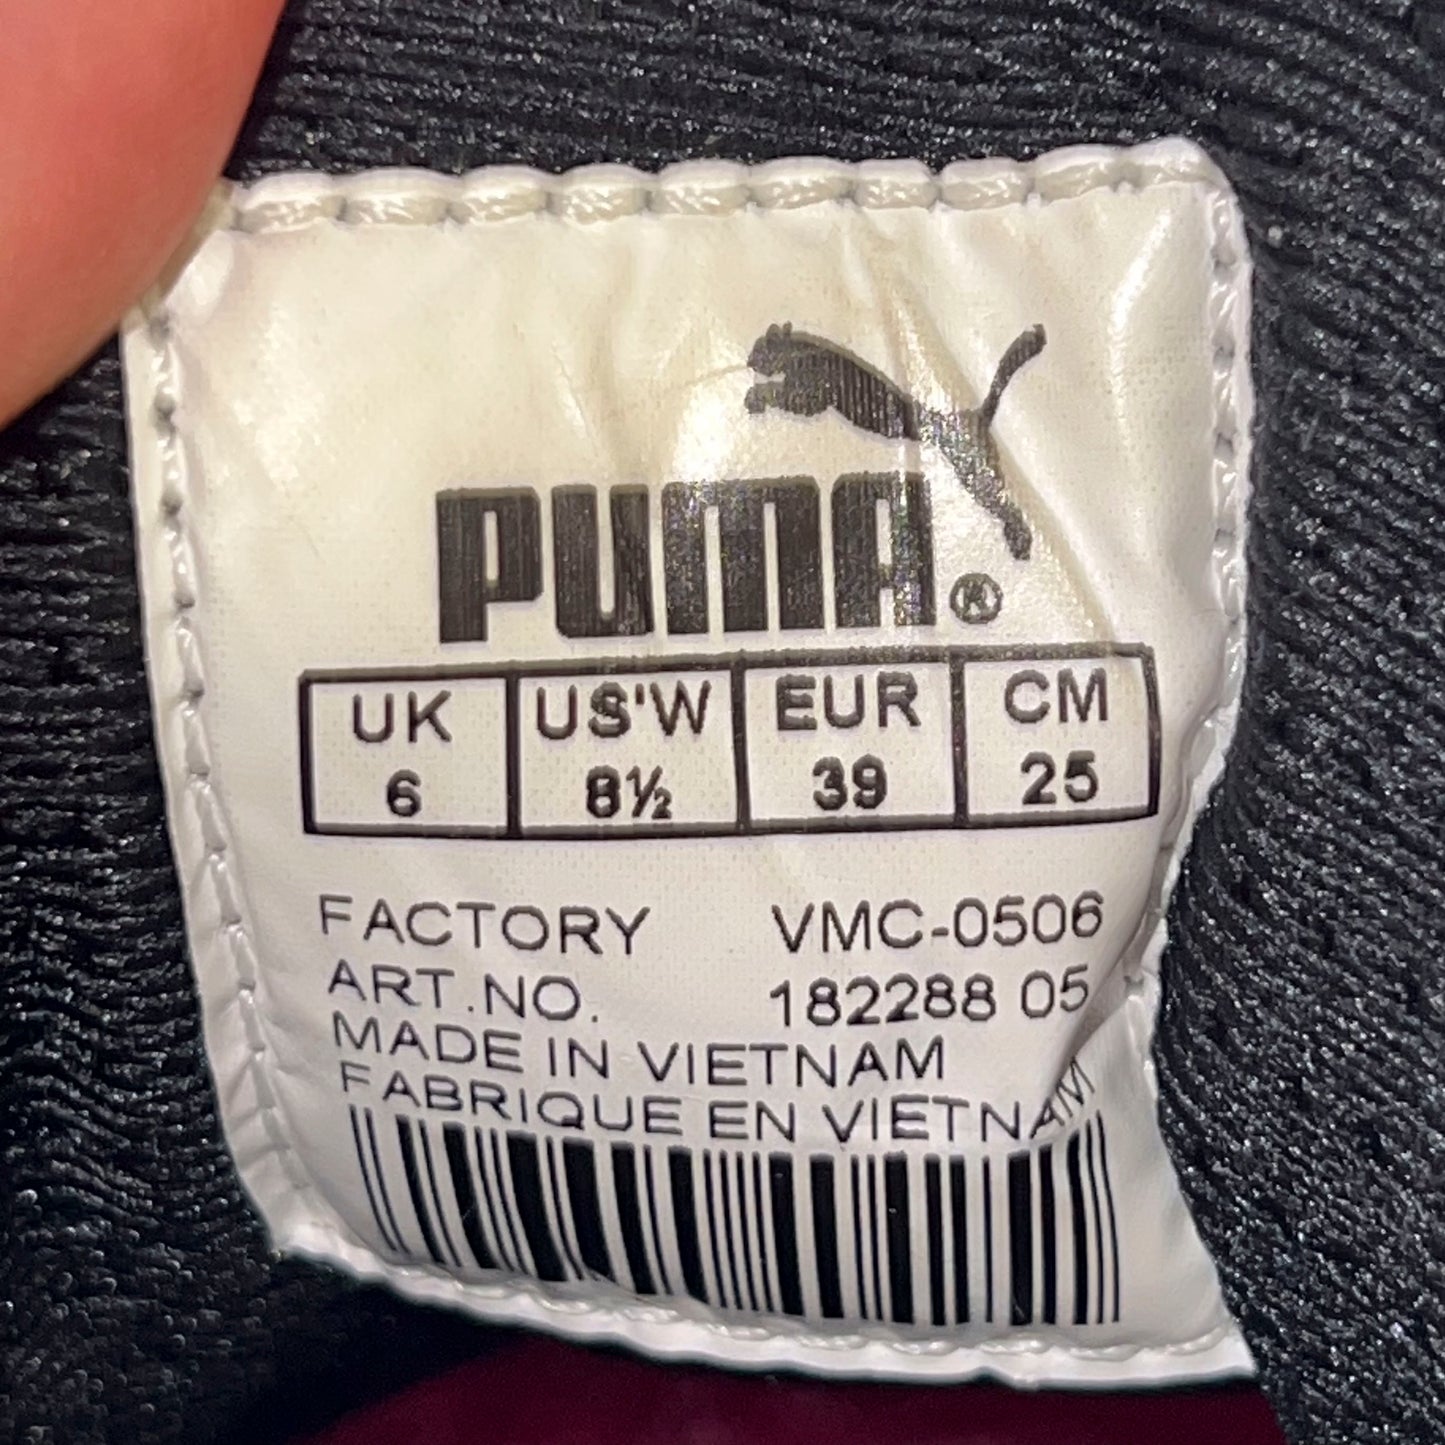 PUMA®
UK US'W EUR CM
6 8½ 39 25
FACTORY VMC-0506
ART.NO. 182288 05
MADE IN VIETNAM
FABRIQUE EN VIETNAM